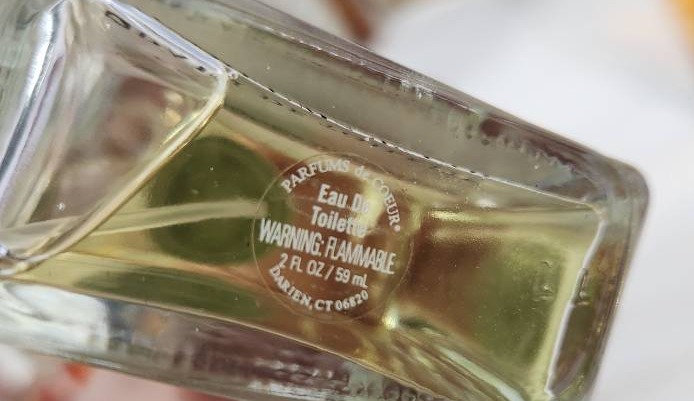 PARFUMS de COEUR®
Eau De
Toilette
WARNING: FLAMMABLE
2 FL OZ / 59 mL
DARIEN, CT 06820